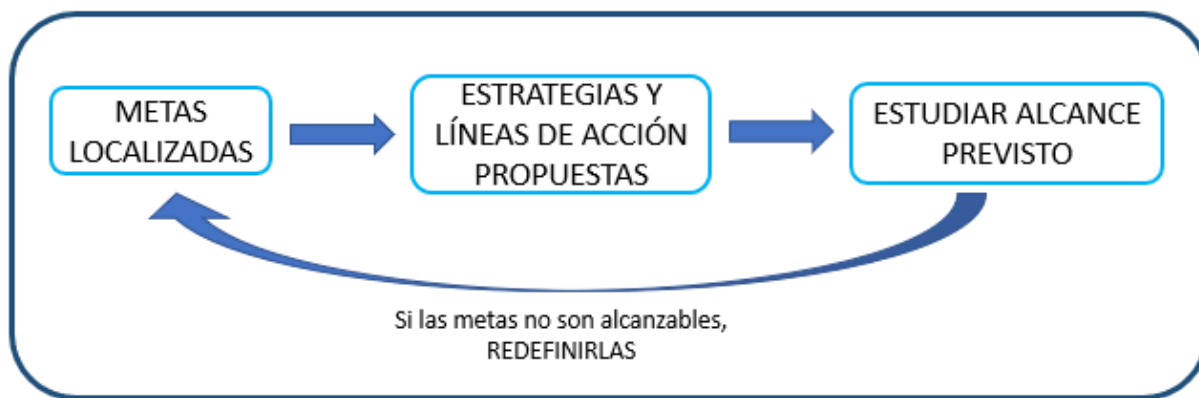 METAS
LOCALIZADAS
ESTRATEGIAS Y
LÍNEAS DE ACCIÓN
PROPUESTAS
ESTUDIAR ALCANCE
PREVISTO
Si las metas no son alcanzables,
REDEFINIRLAS